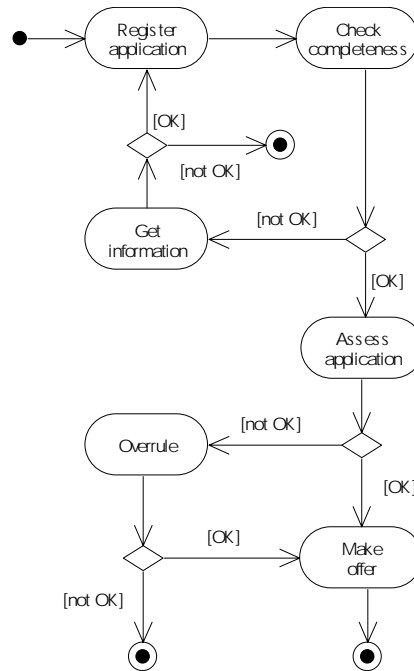 Register
application
Check
completeness
[OK]
[not OK]
Get
information
[not OK]
[OK]
Assess
application
Overrule
[not OK]
[OK]
[OK]
Make
offer
[not OK]